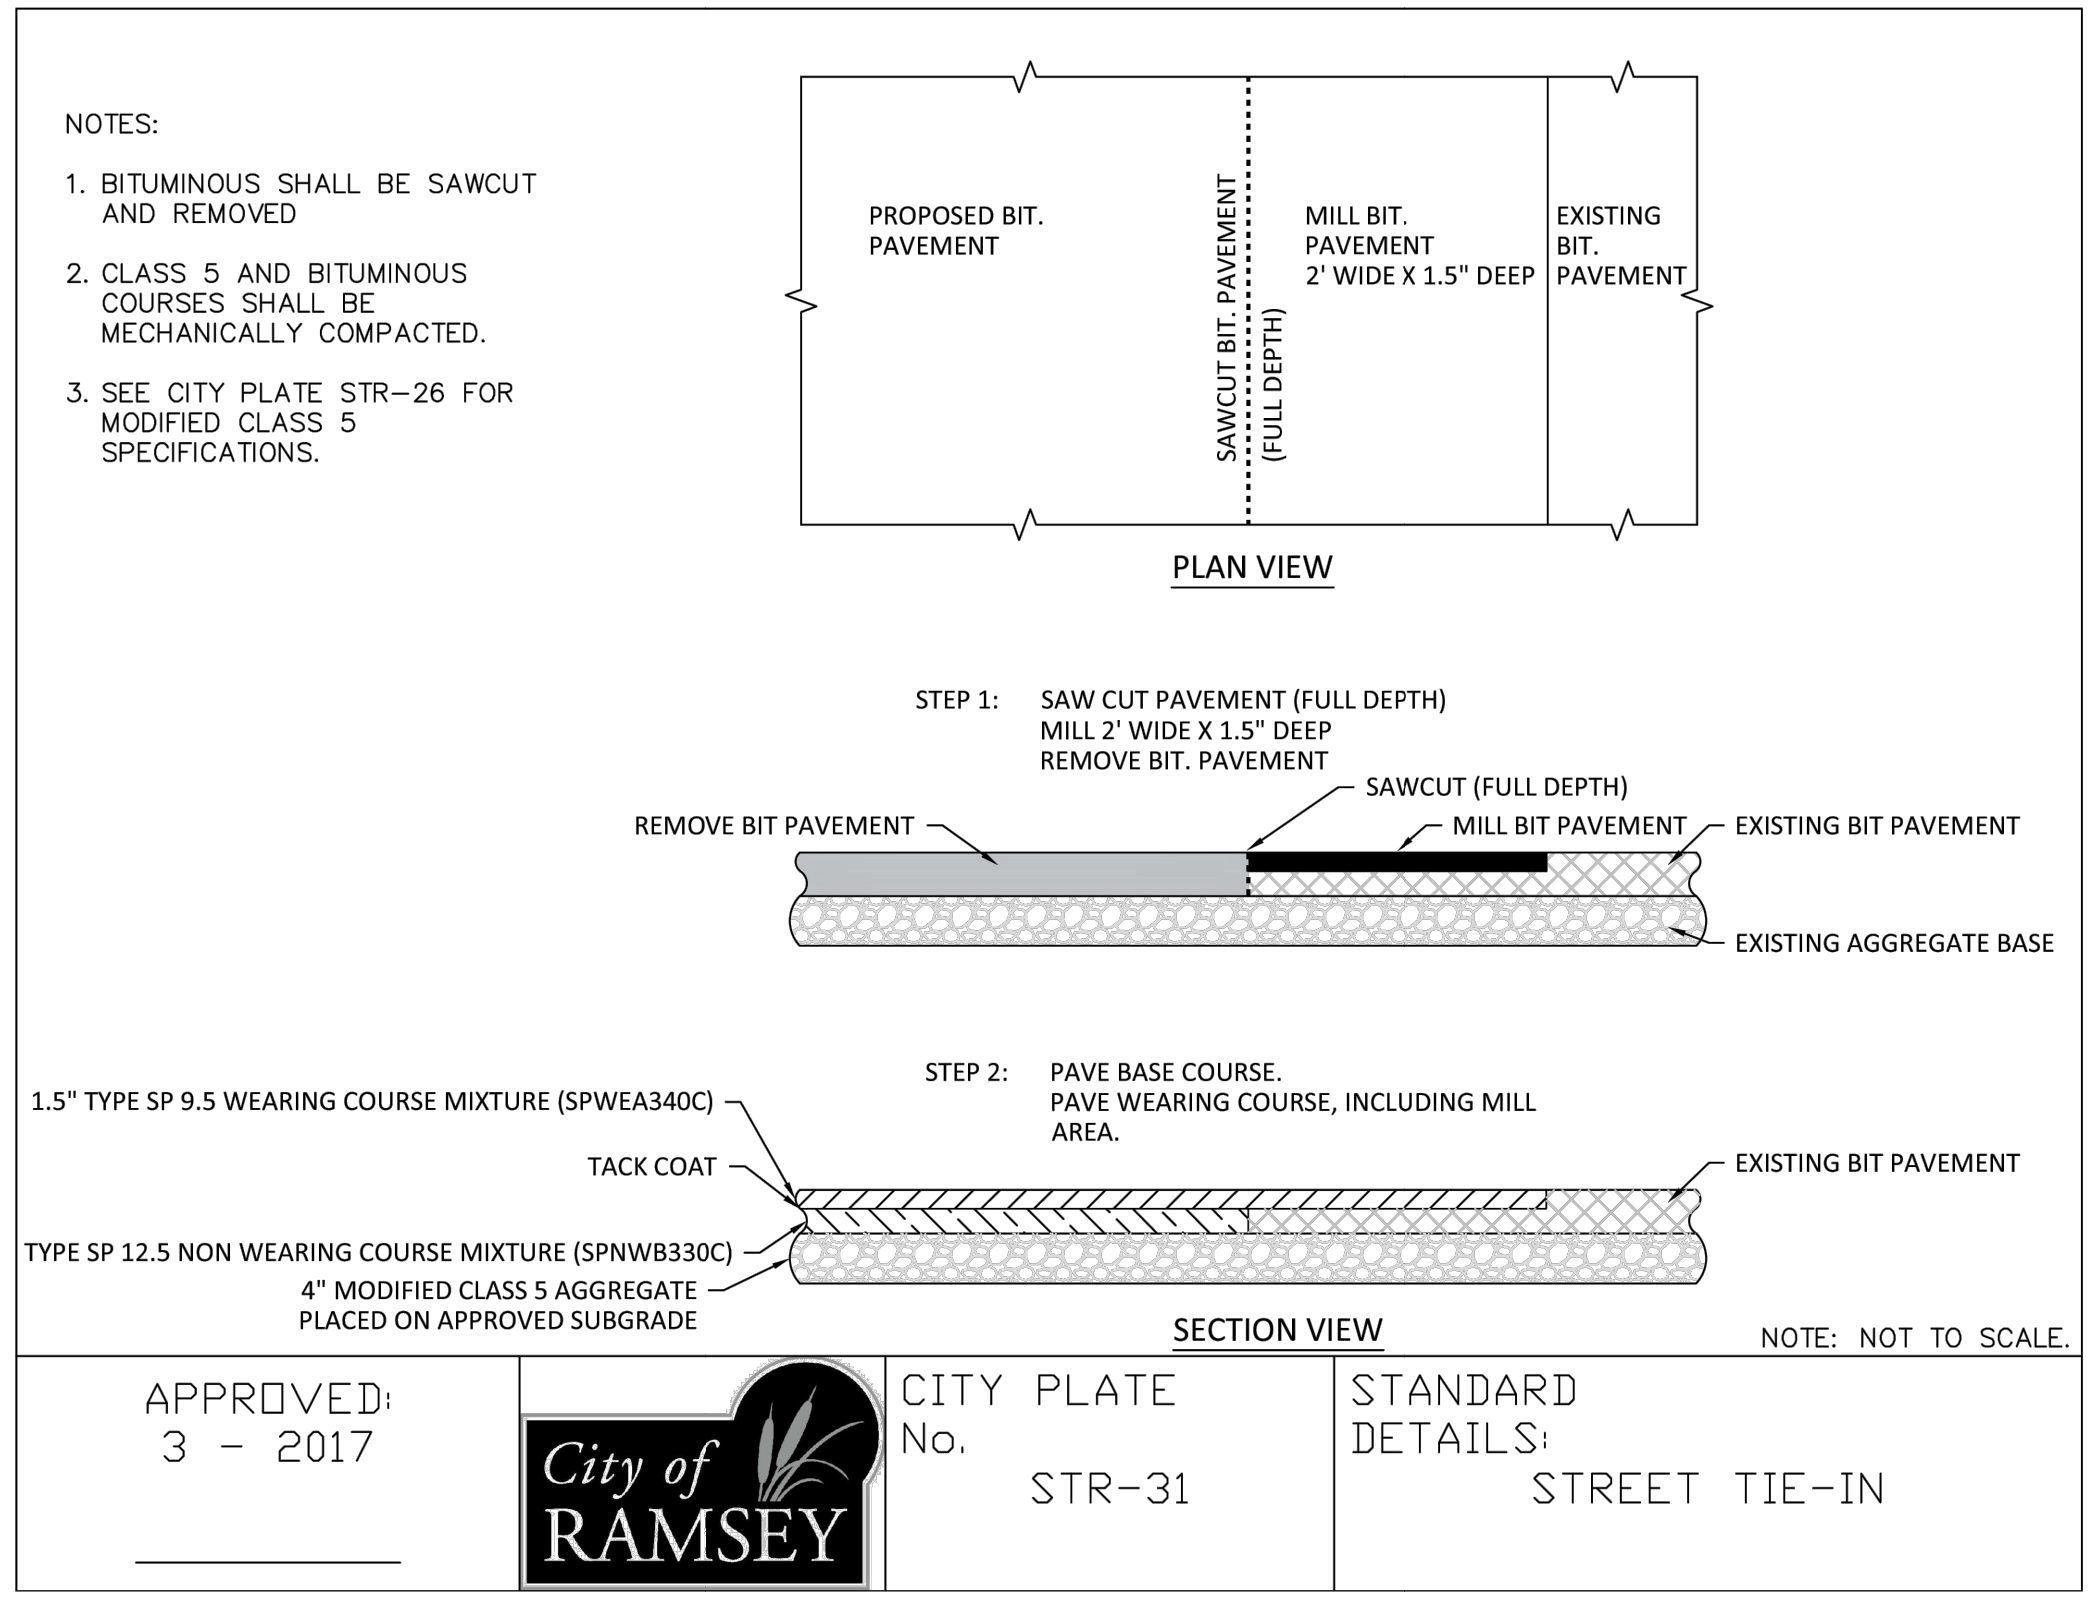 NOTES:
1. BITUMINOUS SHALL BE SAWCUT
AND REMOVED
2. CLASS 5 AND BITUMINOUS
COURSES SHALL BE
MECHANICALLY COMPACTED.
3. SEE CITY PLATE STR-26 FOR
MODIFIED CLASS 5
SPECIFICATIONS.
PROPOSED BIT.
PAVEMENT
SAWCUT BIT. PAVEMENT
(FULL DEPTH)
MILL BIT.
PAVEMENT
2' WIDE X 1.5" DEEP
EXISTING
BIT.
PAVEMENT
PLAN VIEW
STEP 1: SAW CUT PAVEMENT (FULL DEPTH)
MILL 2' WIDE X 1.5" DEEP
REMOVE BIT. PAVEMENT
SAWCUT (FULL DEPTH)
REMOVE BIT PAVEMENT
MILL BIT PAVEMENT
EXISTING BIT PAVEMENT
EXISTING AGGREGATE BASE
STEP 2: PAVE BASE COURSE.
PAVE WEARING COURSE, INCLUDING MILL
AREA.
1.5" TYPE SP 9.5 WEARING COURSE MIXTURE (SPWEA340C)
TACK COAT
EXISTING BIT PAVEMENT
TYPE SP 12.5 NON WEARING COURSE MIXTURE (SPNWB330C)
4" MODIFIED CLASS 5 AGGREGATE
PLACED ON APPROVED SUBGRADE
SECTION VIEW
NOTE: NOT TO SCALE.
APPROVED:
3 - 2017
City of
RAMSEY
CITY PLATE
No.
STR-31
STANDARD
DETAILS:
STREET TIE-IN